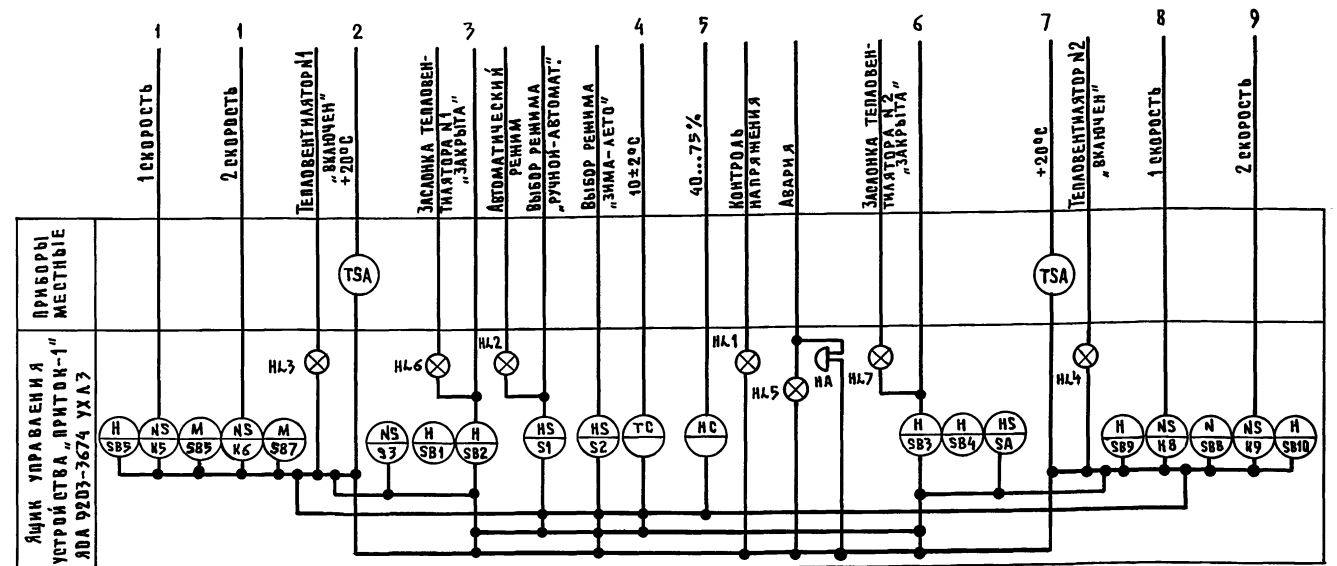 1
1
2
3
4
5
6
7
8
9
1 СКОРОСТЬ
2 СКОРОСТЬ
ТЕПЛОВЕНТИЛЯТОР N1
„ВКЛЮЧЕН"
+20°С
ЗАСЛОНКА ТЕПЛОВЕН-
ТИЛЯТОРА N 1
„ЗАКРЫТА"
АВТОМАТИЧЕСКИЙ
РЕЖИМ
ВЫБОР РЕЖИМА
„РУЧНОЙ-АВТОМАТ."
ВЫБОР РЕЖИМА
„ЗИМА-ЛЕТО"
10±2°С
40...75%
КОНТРОЛЬ
НАПРЯЖЕНИЯ
АВАРИЯ
ЗАСЛОНКА ТЕПЛОВЕН-
ТИЛЯТОРА N 2
„ЗАКРЫТА"
+20°С
ТЕПЛОВЕНТИЛЯТОР N2
„ВКЛЮЧЕН"
1 СКОРОСТЬ
2 СКОРОСТЬ
ПРИБОРЫ
МЕСТНЫЕ
TSA
TSA
ЯЩИК УПРАВЛЕНИЯ
УСТРОЙСТВА „ПРИТОК-1"
ЯОА 9203-3674 УХЛ3
HL3
HL6
HL2
HL1
HL5
HA
HL7
HL4
H
SB5
NS
K5
M
SB5
NS
K6
M
SB7
NS
S3
H
SB1
H
SB2
HS
S1
HS
S2
TC
HC
H
SB3
H
SB4
HS
SA
H
SB9
NS
K8
N
SB8
NS
K9
H
SB10